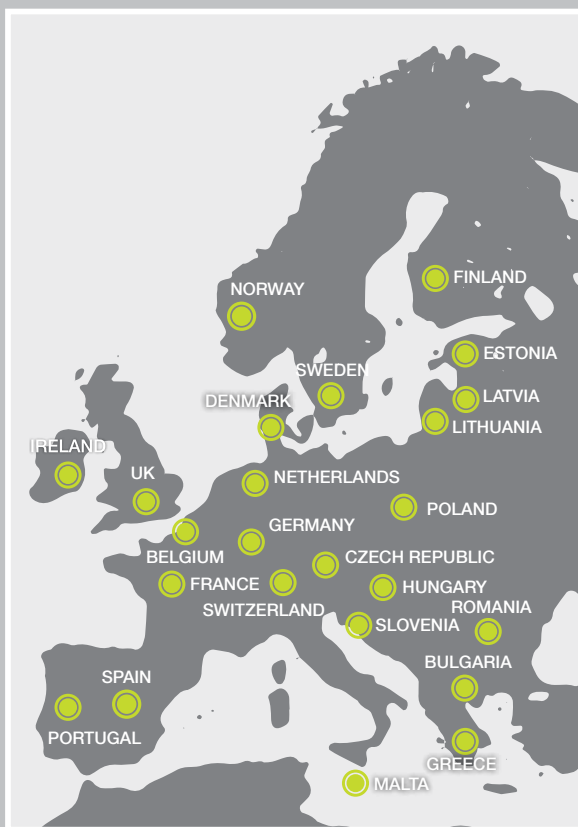 FINLAND
NORWAY
ESTONIA
SWEDEN
LATVIA
DENMARK
LITHUANIA
IRELAND
UK
NETHERLANDS
POLAND
GERMANY
BELGIUM
CZECH REPUBLIC
FRANCE
HUNGARY
SWITZERLAND
ROMANIA
SLOVENIA
BULGARIA
SPAIN
PORTUGAL
GREECE
MALTA